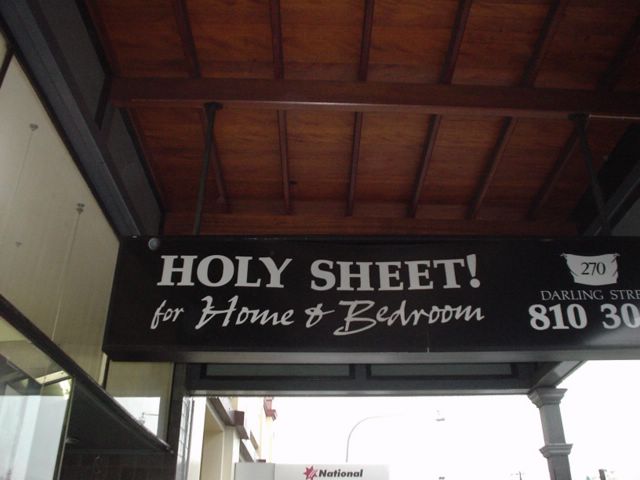 HOLY SHEET!
for Home & Bedroom
270
DARLING STRE
810 30
National